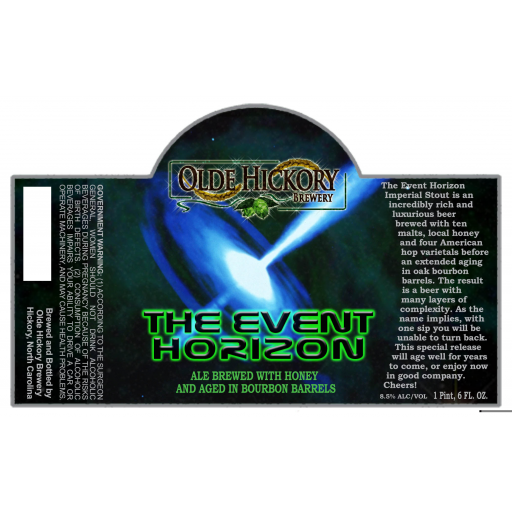 OLDE HICKORY
BREWERY
THE EVENT
HORIZON
ALE BREWED WITH HONEY
AND AGED IN BOURBON BARRELS
The Event Horizon
Imperial Stout is an
incredibly rich and
luxurious beer
brewed with ten
malts, local honey
and four American
hop varietals before
an extended aging
in oak bourbon
barrels. The result
is a beer with
many layers of
complexity. As the
name implies, with
one sip you will be
unable to turn back.
This special release
will age well for years
to come, or enjoy now
in good company.
Cheers!
8.5% ALC/VOL 1 Pint, 6 FL. OZ.
GOVERNMENT WARNING: (1) ACCORDING TO THE SURGEON
GENERAL, WOMEN SHOULD NOT DRINK ALCOHOLIC
BEVERAGES DURING PREGNANCY BECAUSE OF THE RISKS
OF BIRTH DEFECTS. (2) CONSUMPTION OF ALCOHOLIC
BEVERAGES IMPAIRS YOUR ABILITY TO DRIVE A CAR OR
OPERATE MACHINERY, AND MAY CAUSE HEALTH PROBLEMS.
Brewed and Bottled by
Olde Hickory Brewery
Hickory, North Carolina